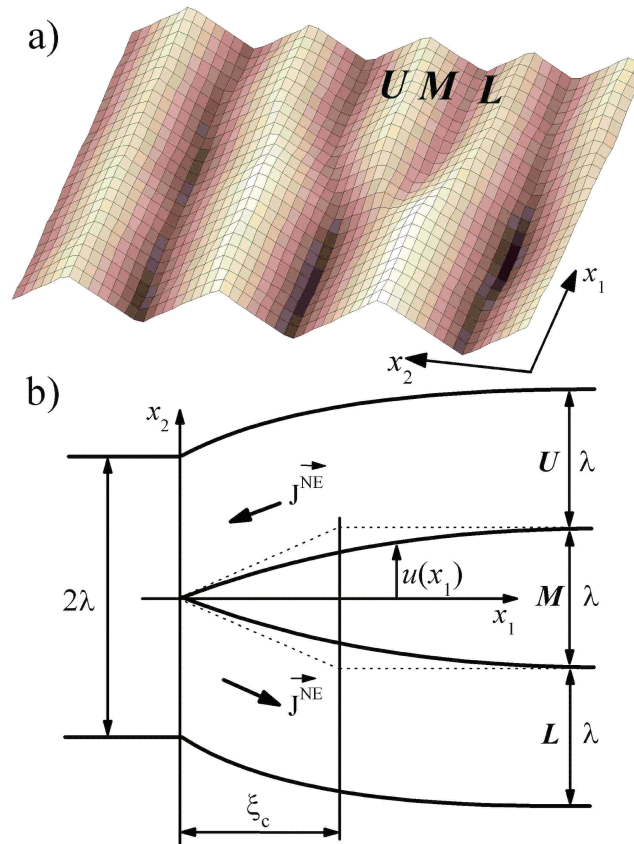 a)
U M L
x₁
x₂
b)
x₂
U λ
J^NE
u(x₁)
2λ
M λ
x₁
J^NE
L λ
ξc